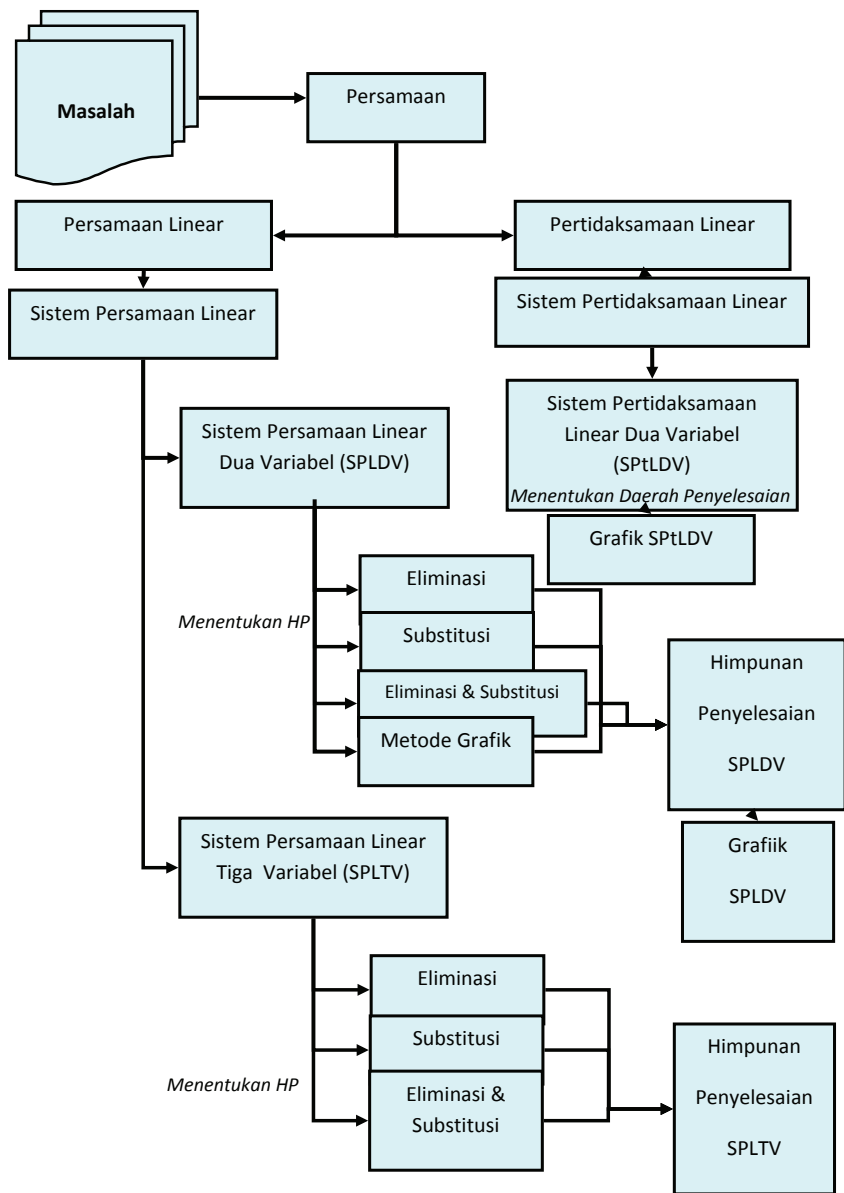 Masalah
Persamaan
Persamaan Linear
Pertidaksamaan Linear
Sistem Persamaan Linear
Sistem Pertidaksamaan Linear
Sistem Pertidaksamaan
Linear Dua Variabel
(SPtLDV)
Menentukan Daerah Penyelesaian
Grafik SPtLDV
Sistem Persamaan Linear
Dua Variabel (SPLDV)
Menentukan HP
Eliminasi
Substitusi
Eliminasi & Substitusi
Metode Grafik
Himpunan
Penyelesaian
SPLDV
Grafiik
SPLDV
Sistem Persamaan Linear
Tiga Variabel (SPLTV)
Menentukan HP
Eliminasi
Substitusi
Eliminasi &
Substitusi
Himpunan
Penyelesaian
SPLTV